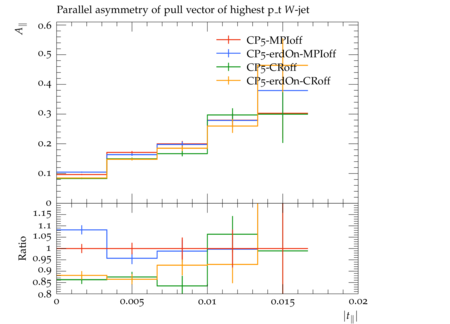 Parallel asymmetry of pull vector of highest p_t W-jet
A∥
0.6
0.5
0.4
0.3
0.2
0.1
0
CP5-MPIoff
CP5-erdOn-MPIoff
CP5-CRoff
CP5-erdOn-CRoff
Ratio
1.15
1.1
1.05
1
0.95
0.9
0.85
0.8
0 0.005 0.01 0.015 0.02
|t∥|